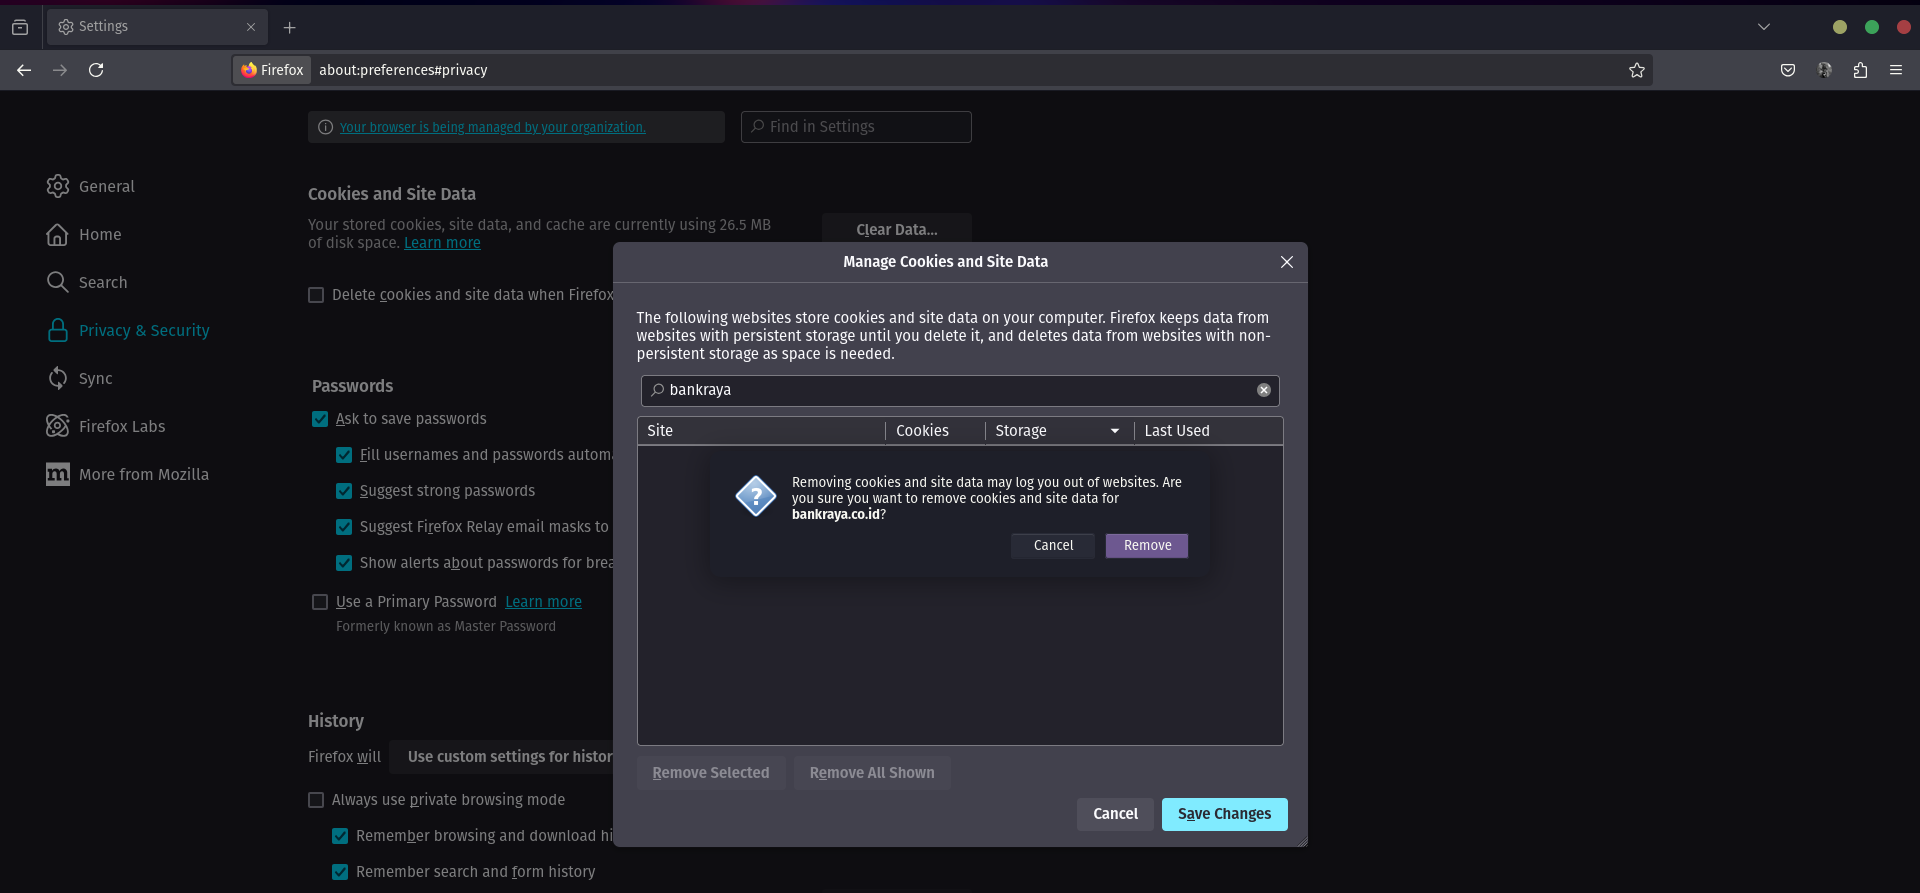 Settings
Firefox
about:preferences#privacy
Your browser is being managed by your organization.
Find in Settings
General
Home
Search
Privacy & Security
Sync
Firefox Labs
More from Mozilla
Cookies and Site Data
Your stored cookies, site data, and cache are currently using 26.5 MB
of disk space. Learn more
Clear Data...
Delete cookies and site data when Firefox
Passwords
Ask to save passwords
Fill usernames and passwords automa
Suggest strong passwords
Suggest Firefox Relay email masks to
Show alerts about passwords for brea
Use a Primary Password Learn more
Formerly known as Master Password
History
Firefox will Use custom settings for histor
Always use private browsing mode
Remember browsing and download hi
Remember search and form history
Manage Cookies and Site Data
The following websites store cookies and site data on your computer. Firefox keeps data from
websites with persistent storage until you delete it, and deletes data from websites with non-
persistent storage as space is needed.
bankraya
Site Cookies Storage Last Used
Removing cookies and site data may log you out of websites. Are
you sure you want to remove cookies and site data for
bankraya.co.id?
Cancel Remove
Remove Selected Remove All Shown
Cancel Save Changes